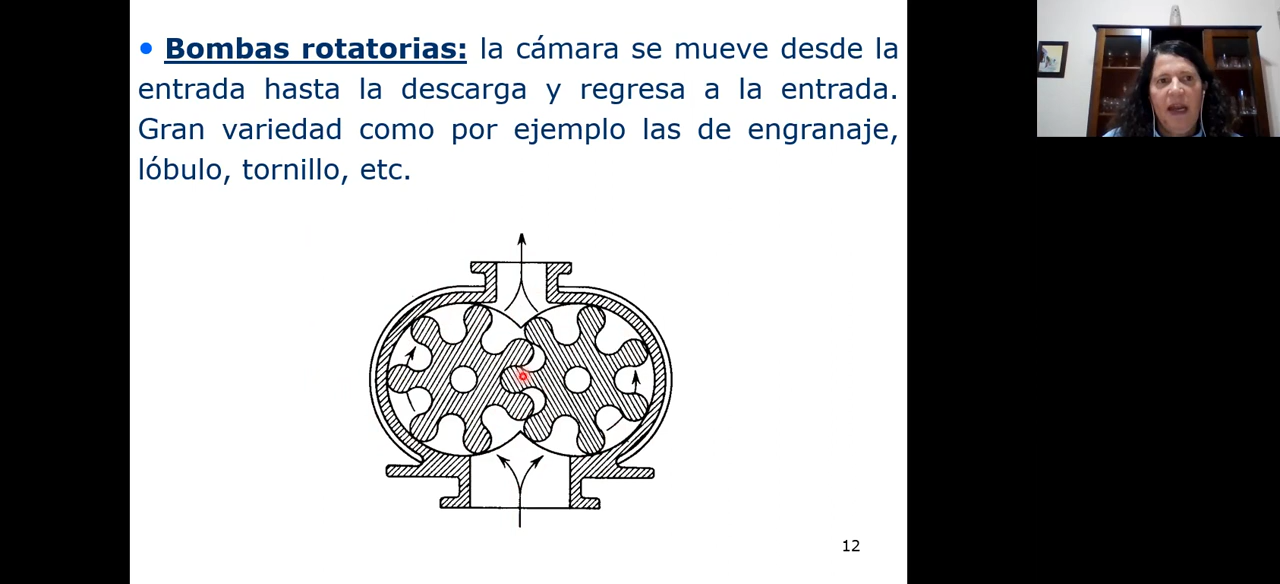 • Bombas rotatorias: la cámara se mueve desde la
entrada hasta la descarga y regresa a la entrada.
Gran variedad como por ejemplo las de engranaje,
lóbulo, tornillo, etc.
12